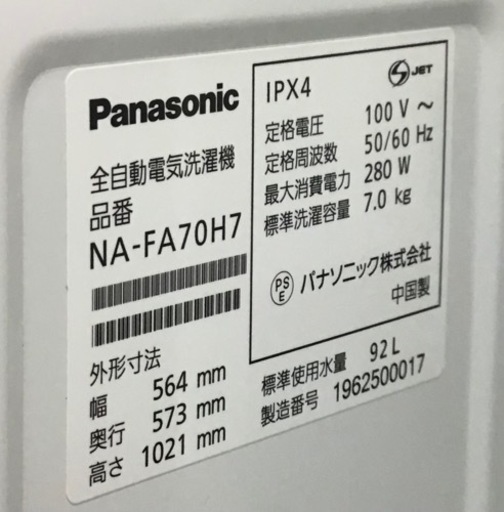 Panasonic
全自動電気洗濯機
品番
NA-FA70H7
外形寸法
幅 564 mm
奥行 573 mm
高さ 1021 mm
IPX4
S JET
定格電圧 100 V ～
定格周波数 50/60 Hz
最大消費電力 280 W
標準洗濯容量 7.0 kg
PS E パナソニック株式会社
中国製
標準使用水量 92 L
製造番号 1962500017